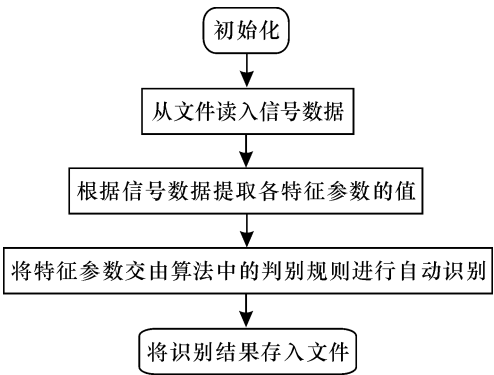 初始化
从文件读入信号数据
根据信号数据提取各特征参数的值
将特征参数交由算法中的判别规则进行自动识别
将识别结果存入文件